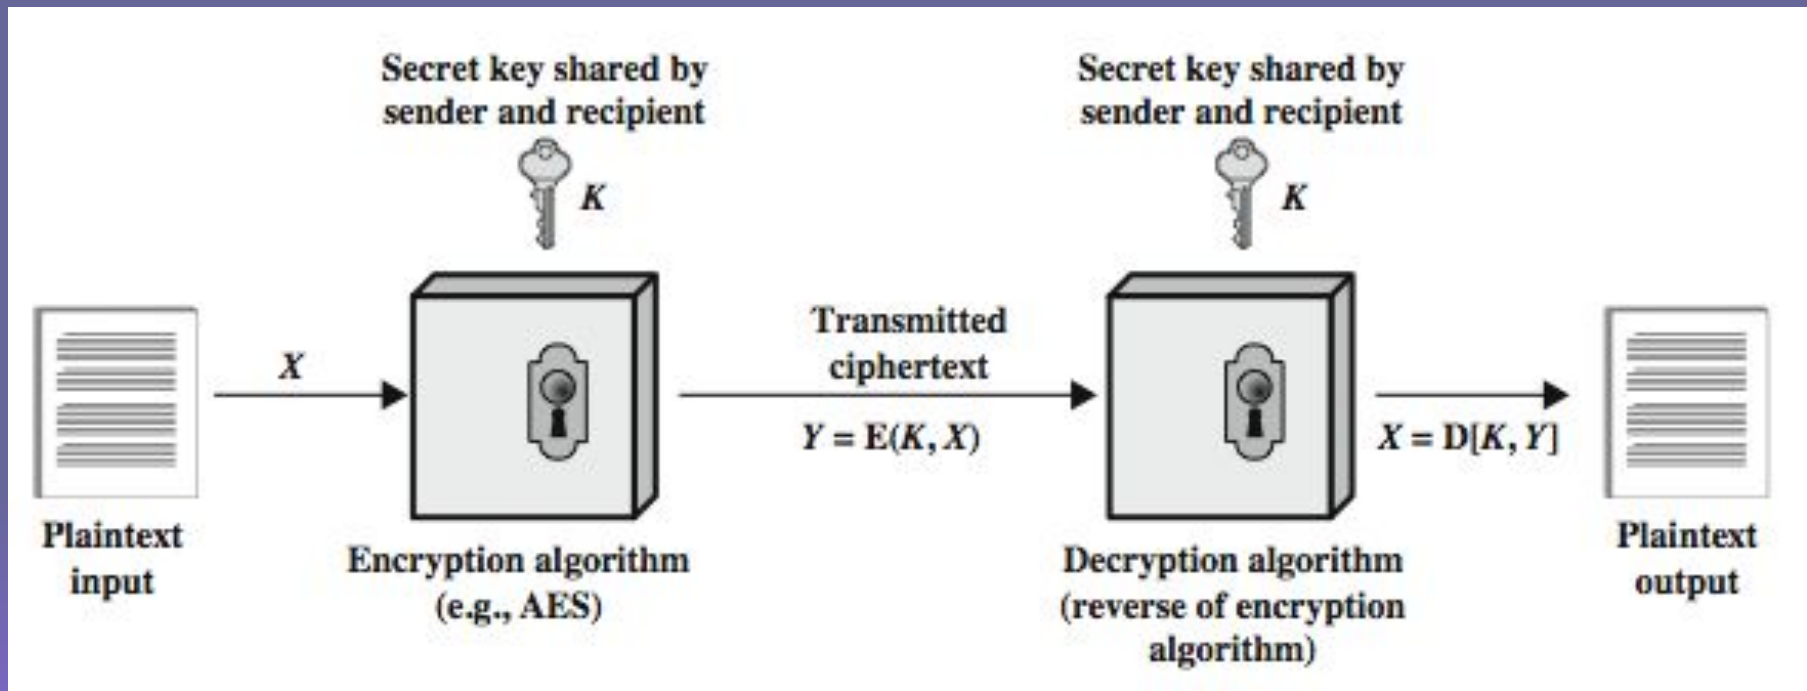 Secret key shared by
sender and recipient
K
Secret key shared by
sender and recipient
K
Plaintext
input
X
Encryption algorithm
(e.g., AES)
Transmitted
ciphertext
Y = E(K, X)
Decryption algorithm
(reverse of encryption
algorithm)
X = D[K, Y]
Plaintext
output